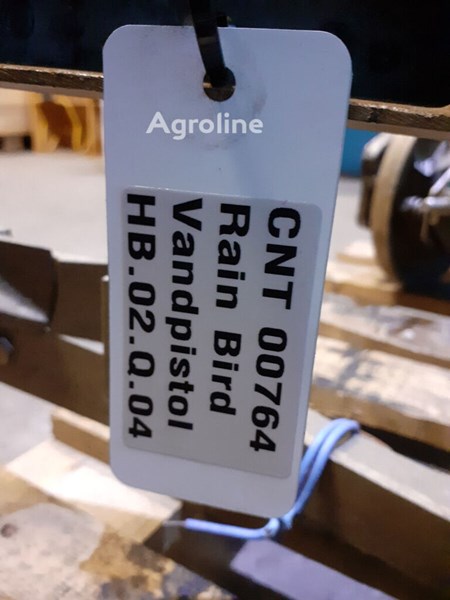 Agroline
CNT 00764
Rain Bird
Vandpistol
HB.02.Q.04